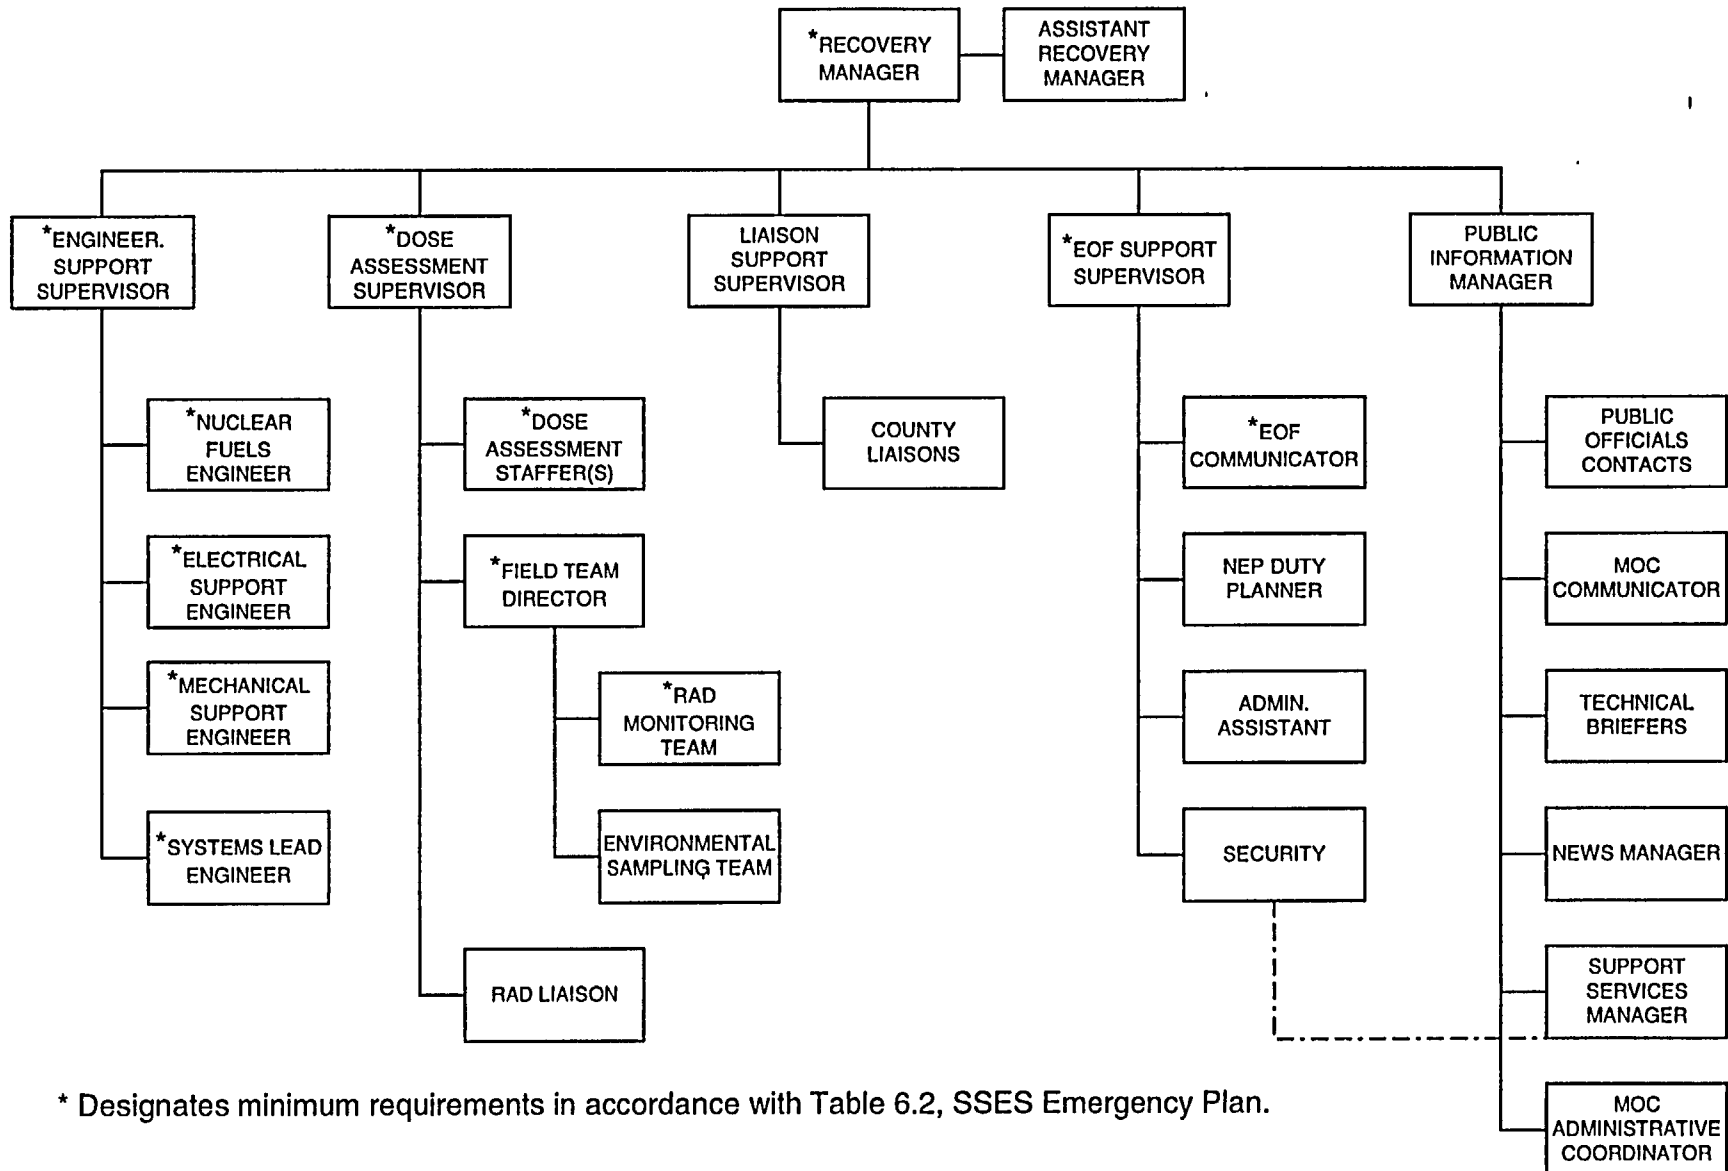 *RECOVERY
MANAGER
ASSISTANT
RECOVERY
MANAGER
*ENGINEER.
SUPPORT
SUPERVISOR
*DOSE
ASSESSMENT
SUPERVISOR
LIAISON
SUPPORT
SUPERVISOR
*EOF SUPPORT
SUPERVISOR
PUBLIC
INFORMATION
MANAGER
*NUCLEAR
FUELS
ENGINEER
*ELECTRICAL
SUPPORT
ENGINEER
*MECHANICAL
SUPPORT
ENGINEER
*SYSTEMS LEAD
ENGINEER
*DOSE
ASSESSMENT
STAFFER(S)
*FIELD TEAM
DIRECTOR
*RAD
MONITORING
TEAM
ENVIRONMENTAL
SAMPLING TEAM
RAD LIAISON
COUNTY
LIAISONS
*EOF
COMMUNICATOR
NEP DUTY
PLANNER
ADMIN.
ASSISTANT
SECURITY
PUBLIC
OFFICIALS
CONTACTS
MOC
COMMUNICATOR
TECHNICAL
BRIEFERS
NEWS MANAGER
SUPPORT
SERVICES
MANAGER
MOC
ADMINISTRATIVE
COORDINATOR
* Designates minimum requirements in accordance with Table 6.2, SSES Emergency Plan.